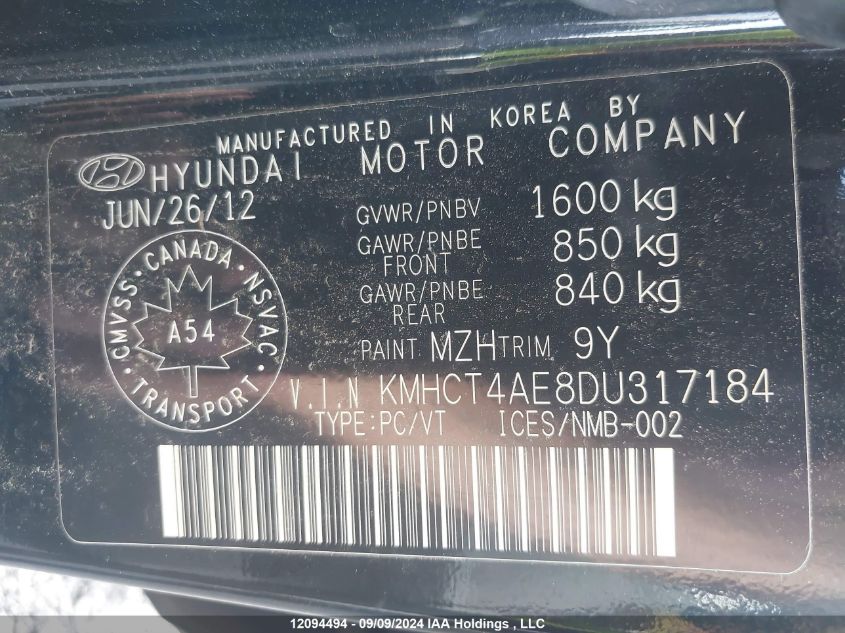 MANUFACTURED IN KOREA BY
HYUNDAI MOTOR COMPANY
JUN/26/12
GVWR/PNBV 1600 kg
GAWR/PNBE FRONT 850 kg
GAWR/PNBE REAR 840 kg
PAINT MZH TRIM 9Y
CMVSS · CANADA · NSVAC · TRANSPORT ·
A54
V.I.N KMHCT4AE8DU317184
TYPE:PC/VT ICES/NMB-002
12094494 - 09/09/2024 IAA Holdings , LLC